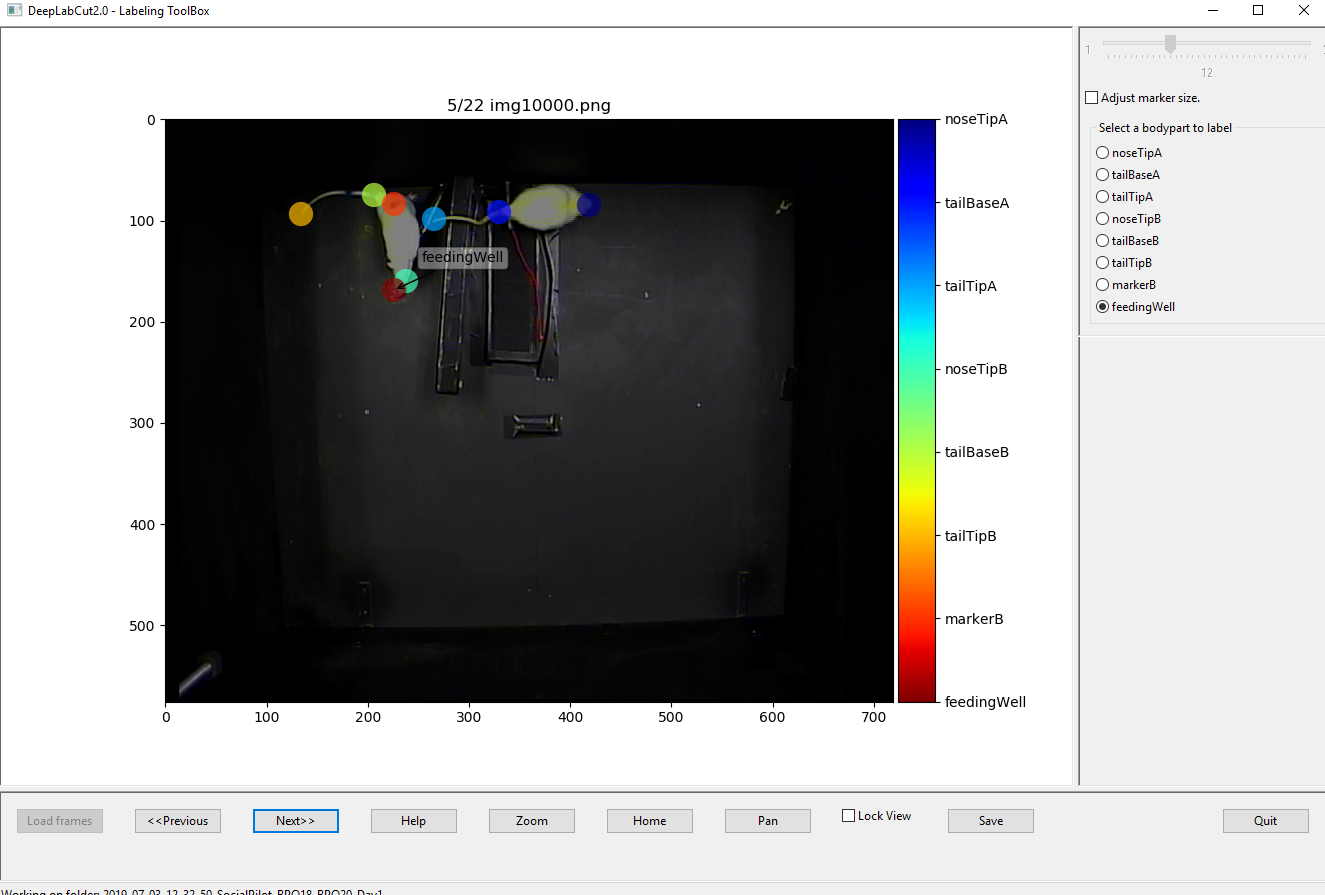 DeepLabCut2.0 - Labeling ToolBox
5/22 img10000.png
0
100
200
300
400
500
0 100 200 300 400 500 600 700
feedingWell
noseTipA
tailBaseA
tailTipA
noseTipB
tailBaseB
tailTipB
markerB
feedingWell
1
12
Adjust marker size.
Select a bodypart to label
noseTipA
tailBaseA
tailTipA
noseTipB
tailBaseB
tailTipB
markerB
feedingWell
Load frames <<Previous Next>> Help Zoom Home Pan Lock View Save Quit
Working on folder: 2019-07-03_12-32-50_SocialPilot_RRO18_RRO20_Day1